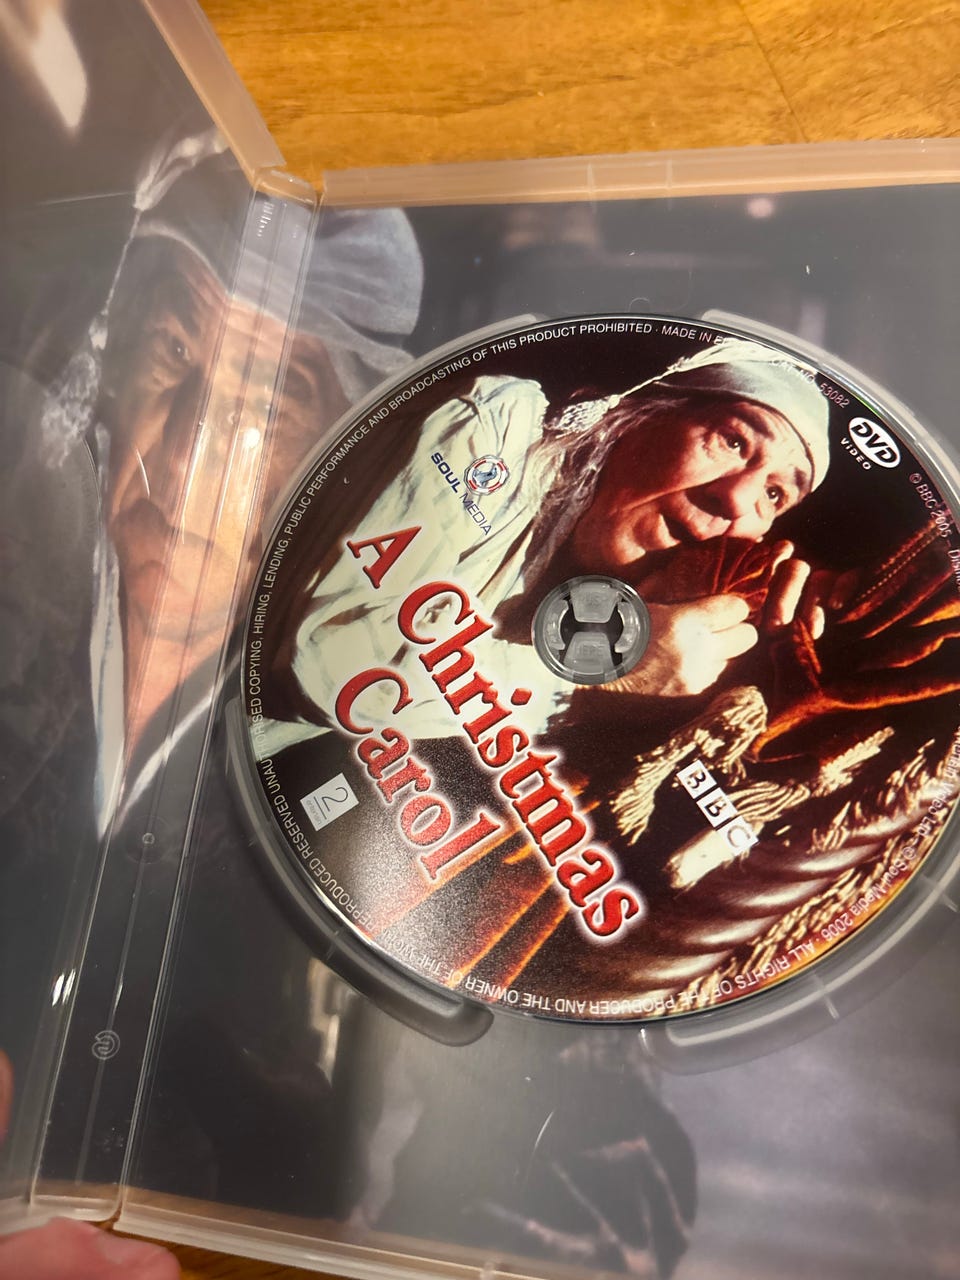 A Christmas
Carol
SOUL MEDIA
BBC
DVD
VIDEO
2
CAT NO. 53082
© BBC 2005
RESERVED UNAUTHORISED COPYING, HIRING, LENDING, PUBLIC PERFORMANCE AND BROADCASTING OF THIS PRODUCT PROHIBITED · MADE IN
Soul Media 2006 · ALL RIGHTS OF THE PRODUCER AND THE OWNER OF THE
REPRODUCED